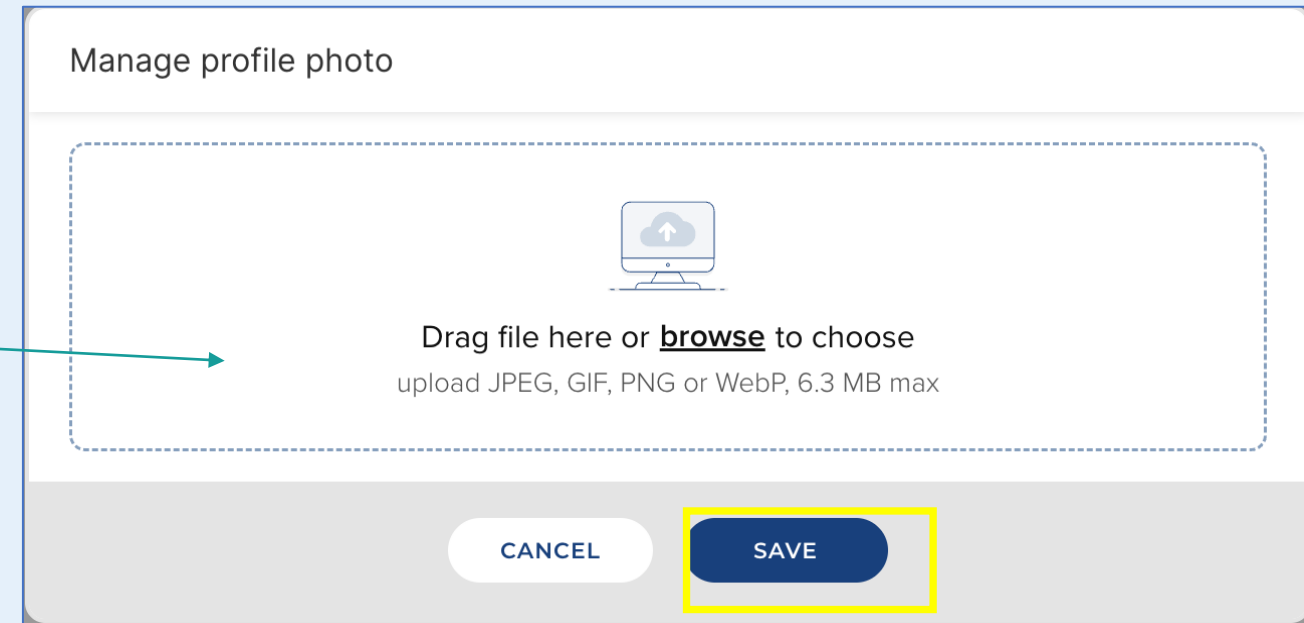 Manage profile photo
Drag file here or browse to choose
upload JPEG, GIF, PNG or WebP, 6.3 MB max
CANCEL SAVE